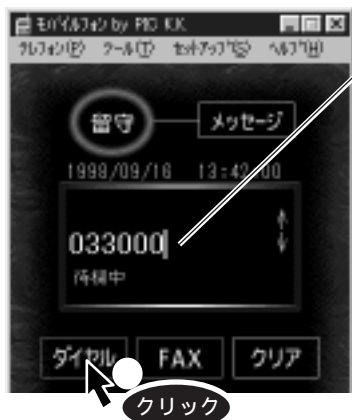 モバイルフォン by PIO K.K.
テレフォン(P) ツール(T) セットアップ(S) ヘルプ(H)
留守 メッセージ
1998/09/16 13:42:00
033000
待機中
ダイヤル FAX クリア
クリック